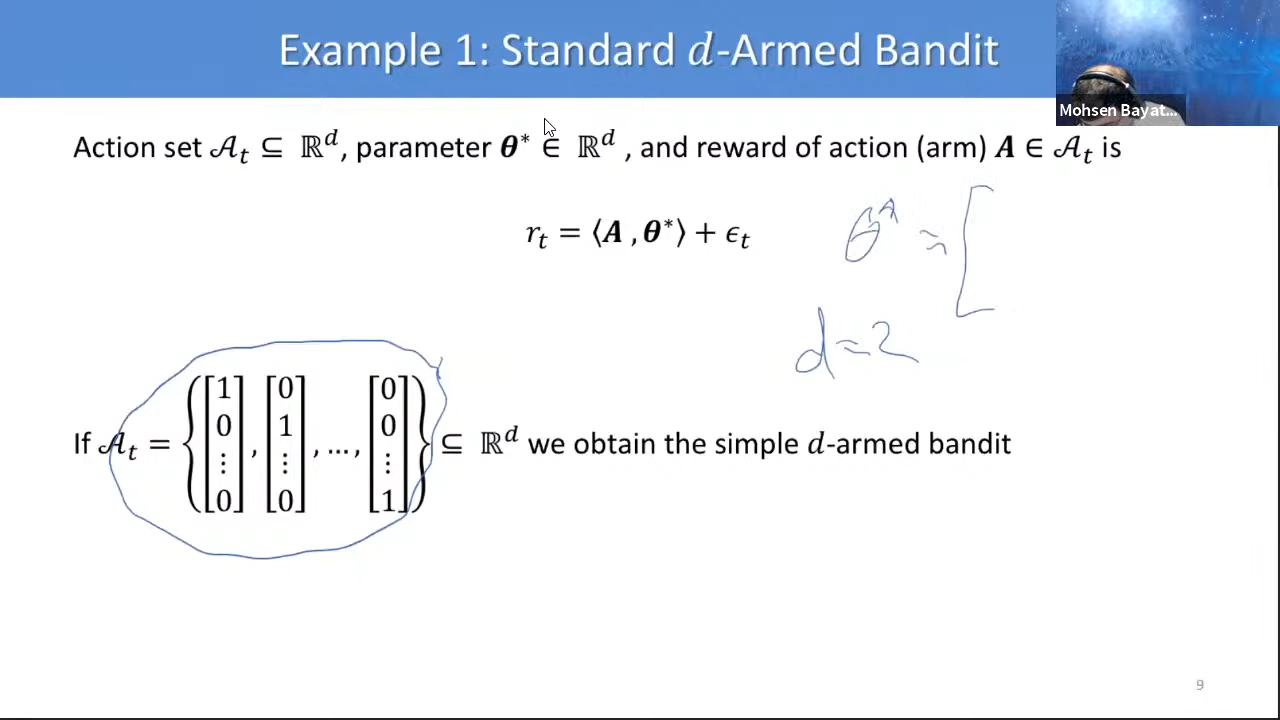 Example 1: Standard d-Armed Bandit
Mohsen Bayat...
Action set 𝒜ₜ ⊆ ℝᵈ, parameter θ* ∈ ℝᵈ , and reward of action (arm) A ∈ 𝒜ₜ is
rₜ = ⟨A , θ*⟩ + ϵₜ
θ* = [
d=2
If 𝒜ₜ = { [1 0 ⋮ 0] , [0 1 ⋮ 0] , ... , [0 0 ⋮ 1] } ⊆ ℝᵈ we obtain the simple d-armed bandit
9